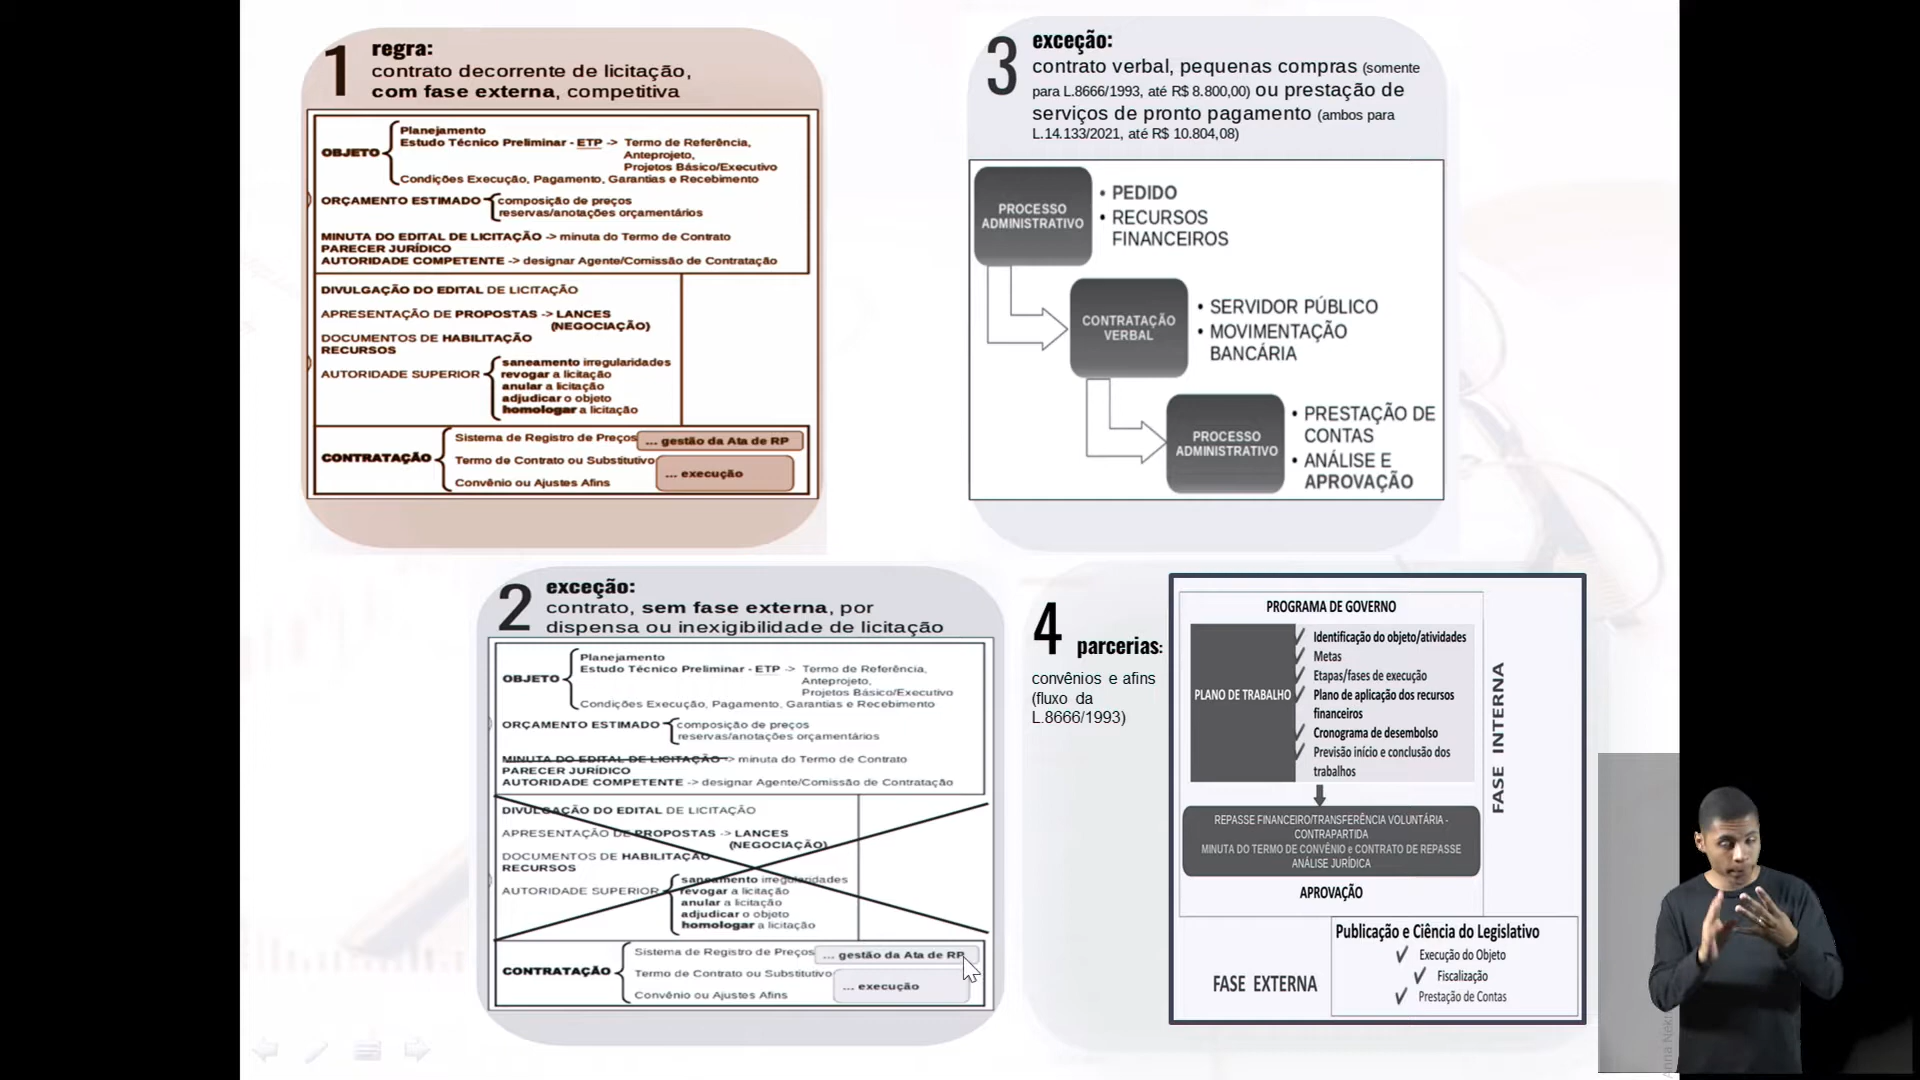 1
regra:
contrato decorrente de licitação,
com fase externa, competitiva
OBJETO
Planejamento
Estudo Técnico Preliminar - ETP -> Termo de Referência,
Anteprojeto,
Projetos Básico/Executivo
Condições Execução, Pagamento, Garantias e Recebimento
ORÇAMENTO ESTIMADO
composição de preços
reservas/anotações orçamentários
MINUTA DO EDITAL DE LICITAÇÃO -> minuta do Termo de Contrato
PARECER JURÍDICO
AUTORIDADE COMPETENTE -> designar Agente/Comissão de Contratação
DIVULGAÇÃO DO EDITAL DE LICITAÇÃO
APRESENTAÇÃO DE PROPOSTAS -> LANCES
(NEGOCIAÇÃO)
DOCUMENTOS DE HABILITAÇÃO
RECURSOS
AUTORIDADE SUPERIOR
saneamento irregularidades
revogar a licitação
anular a licitação
adjudicar o objeto
homologar a licitação
CONTRATAÇÃO
Sistema de Registro de Preços ... gestão da Ata de RP
Termo de Contrato ou Substitutivo
... execução
Convênio ou Ajustes Afins
3
exceção:
contrato verbal, pequenas compras (somente
para L.8666/1993, até R$ 8.800,00) ou prestação de
serviços de pronto pagamento (ambos para
L.14.133/2021, até R$ 10.804,08)
PROCESSO
ADMINISTRATIVO
• PEDIDO
• RECURSOS
FINANCEIROS
CONTRATAÇÃO
VERBAL
• SERVIDOR PÚBLICO
• MOVIMENTAÇÃO
BANCÁRIA
PROCESSO
ADMINISTRATIVO
• PRESTAÇÃO DE
CONTAS
• ANÁLISE E
APROVAÇÃO
2
exceção:
contrato, sem fase externa, por
dispensa ou inexigibilidade de licitação
OBJETO
Planejamento
Estudo Técnico Preliminar - ETP -> Termo de Referência,
Anteprojeto,
Projetos Básico/Executivo
Condições Execução, Pagamento, Garantias e Recebimento
ORÇAMENTO ESTIMADO
composição de preços
reservas/anotações orçamentários
MINUTA DO EDITAL DE LICITAÇÃO -> minuta do Termo de Contrato
PARECER JURÍDICO
AUTORIDADE COMPETENTE -> designar Agente/Comissão de Contratação
DIVULGAÇÃO DO EDITAL DE LICITAÇÃO
APRESENTAÇÃO DE PROPOSTAS -> LANCES
(NEGOCIAÇÃO)
DOCUMENTOS DE HABILITAÇÃO
RECURSOS
AUTORIDADE SUPERIOR
saneamento irregularidades
revogar a licitação
anular a licitação
adjudicar o objeto
homologar a licitação
CONTRATAÇÃO
Sistema de Registro de Preços ... gestão da Ata de RP
Termo de Contrato ou Substitutivo
... execução
Convênio ou Ajustes Afins
4
parcerias:
convênios e afins
(fluxo da
L.8666/1993)
PROGRAMA DE GOVERNO
PLANO DE TRABALHO
Identificação do objeto/atividades
Metas
Etapas/fases de execução
Plano de aplicação dos recursos
financeiros
Cronograma de desembolso
Previsão início e conclusão dos
trabalhos
FASE INTERNA
REPASSE FINANCEIRO/TRANSFERÊNCIA VOLUNTÁRIA -
CONTRAPARTIDA
MINUTA DO TERMO DE CONVÊNIO e CONTRATO DE REPASSE
ANÁLISE JURÍDICA
APROVAÇÃO
FASE EXTERNA
Publicação e Ciência do Legislativo
Execução do Objeto
Fiscalização
Prestação de Contas